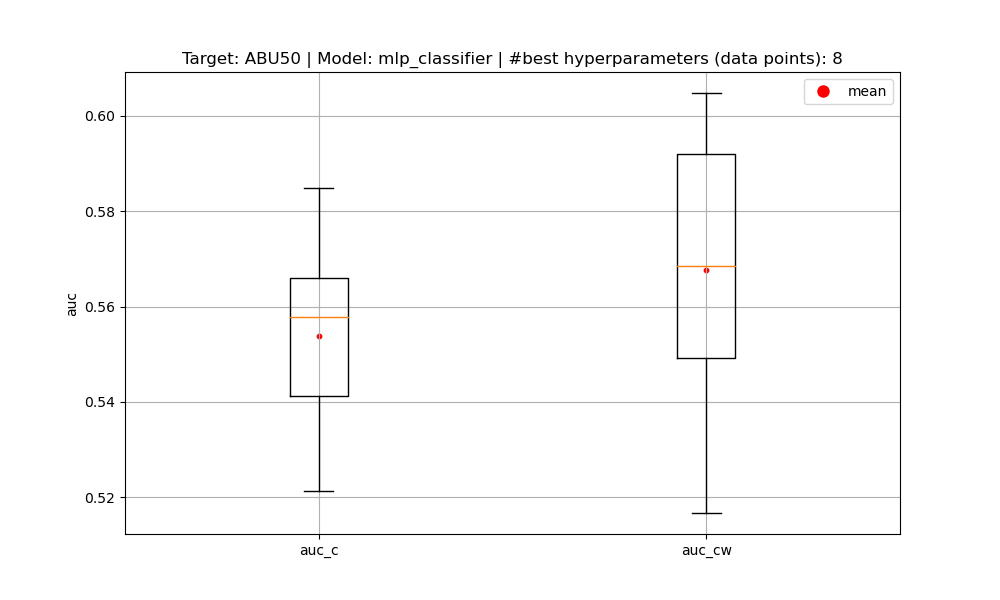 Target: ABU50 | Model: mlp_classifier | #best hyperparameters (data points): 8
mean
0.60
0.58
0.56
0.54
0.52
auc
auc_c
auc_cw